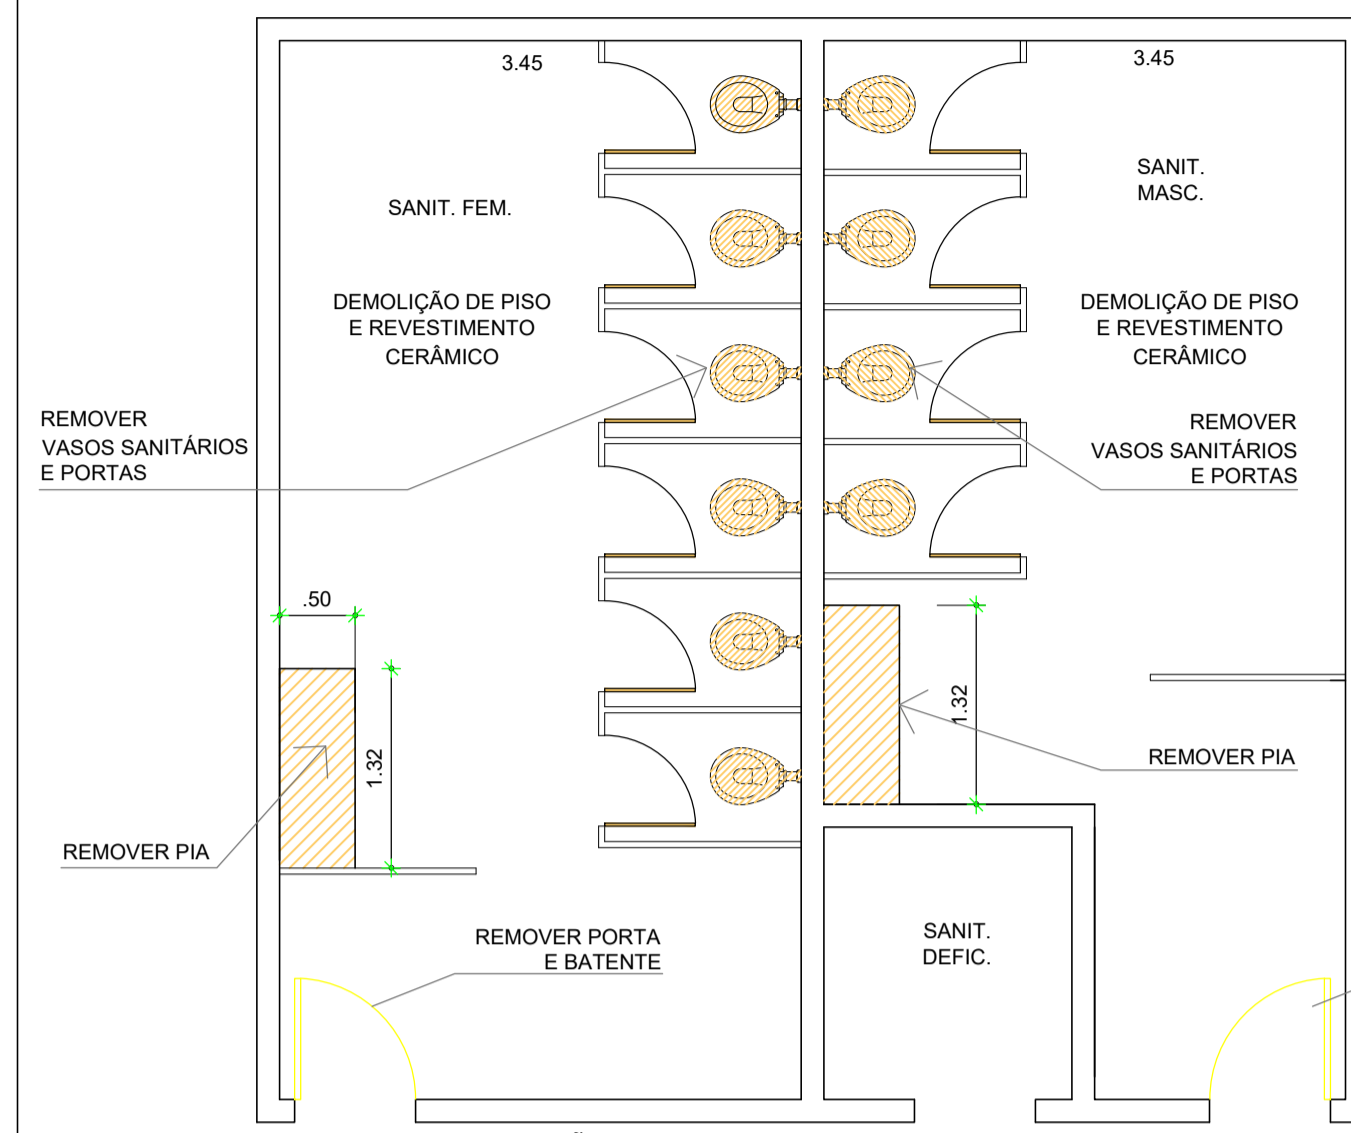 3.45
3.45
SANIT. FEM.
SANIT.
MASC.
DEMOLIÇÃO DE PISO
E REVESTIMENTO
CERÂMICO
DEMOLIÇÃO DE PISO
E REVESTIMENTO
CERÂMICO
REMOVER
VASOS SANITÁRIOS
E PORTAS
REMOVER
VASOS SANITÁRIOS
E PORTAS
.50
1.32
1.32
REMOVER PIA
REMOVER PIA
REMOVER PORTA
E BATENTE
SANIT.
DEFIC.